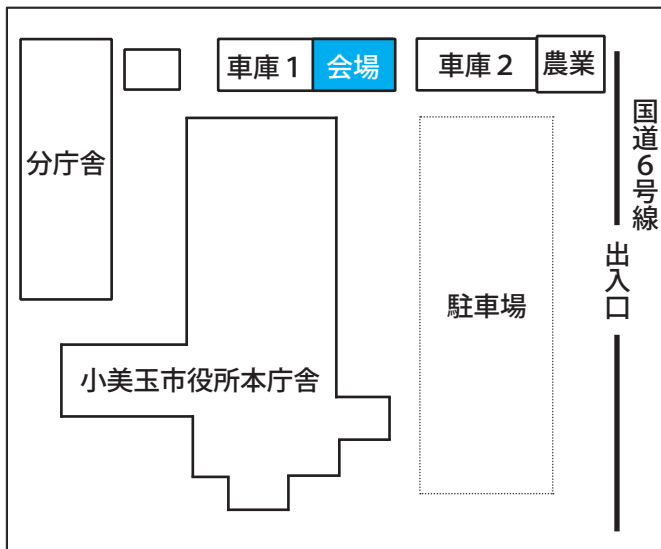 車庫1
会場
車庫2
農業
分庁舎
国道6号線
出入口
駐車場
小美玉市役所本庁舎